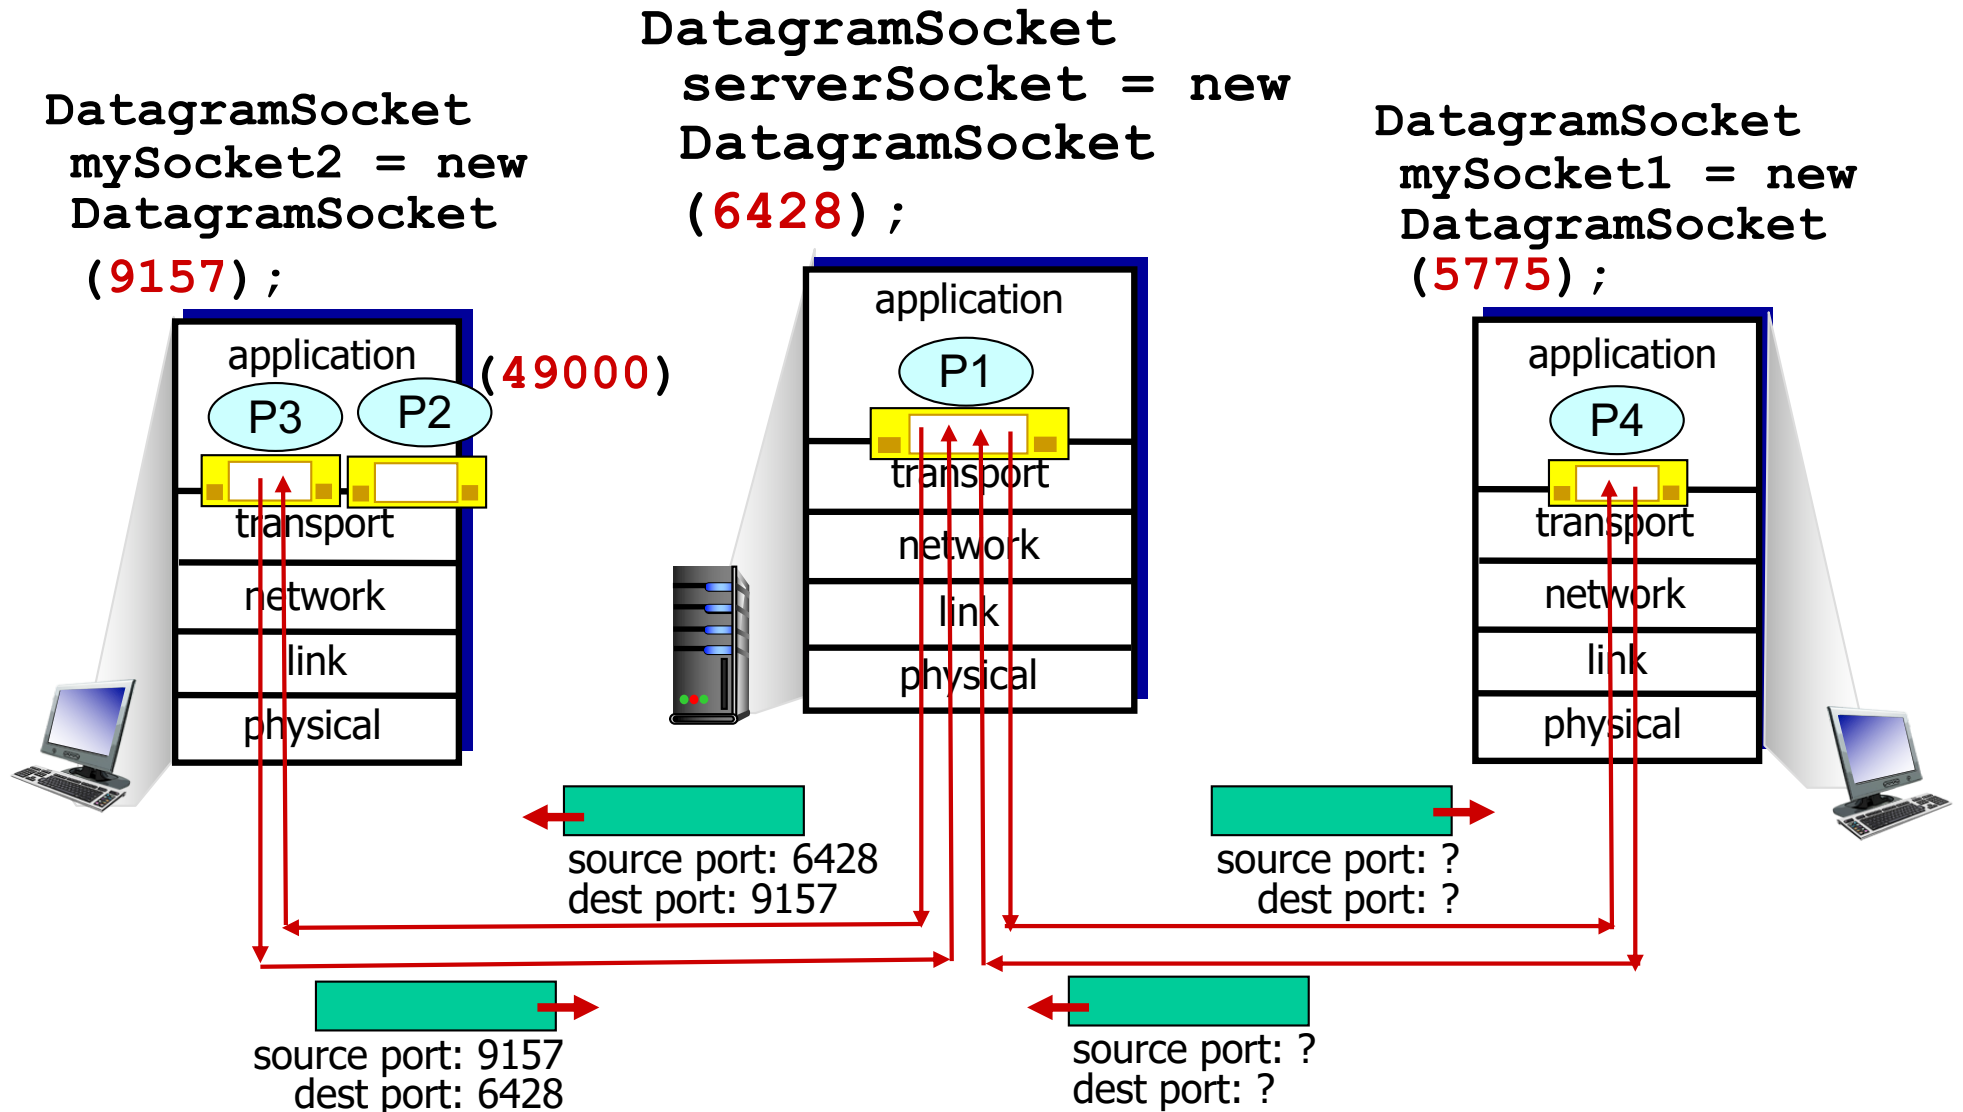 DatagramSocket
mySocket2 = new
DatagramSocket
(9157);
DatagramSocket
serverSocket = new
DatagramSocket
(6428);
DatagramSocket
mySocket1 = new
DatagramSocket
(5775);
application
(49000)
P3
P2
transport
network
link
physical
application
P1
transport
network
link
physical
application
P4
transport
network
link
physical
source port: 6428
dest port: 9157
source port: ?
dest port: ?
source port: 9157
dest port: 6428
source port: ?
dest port: ?